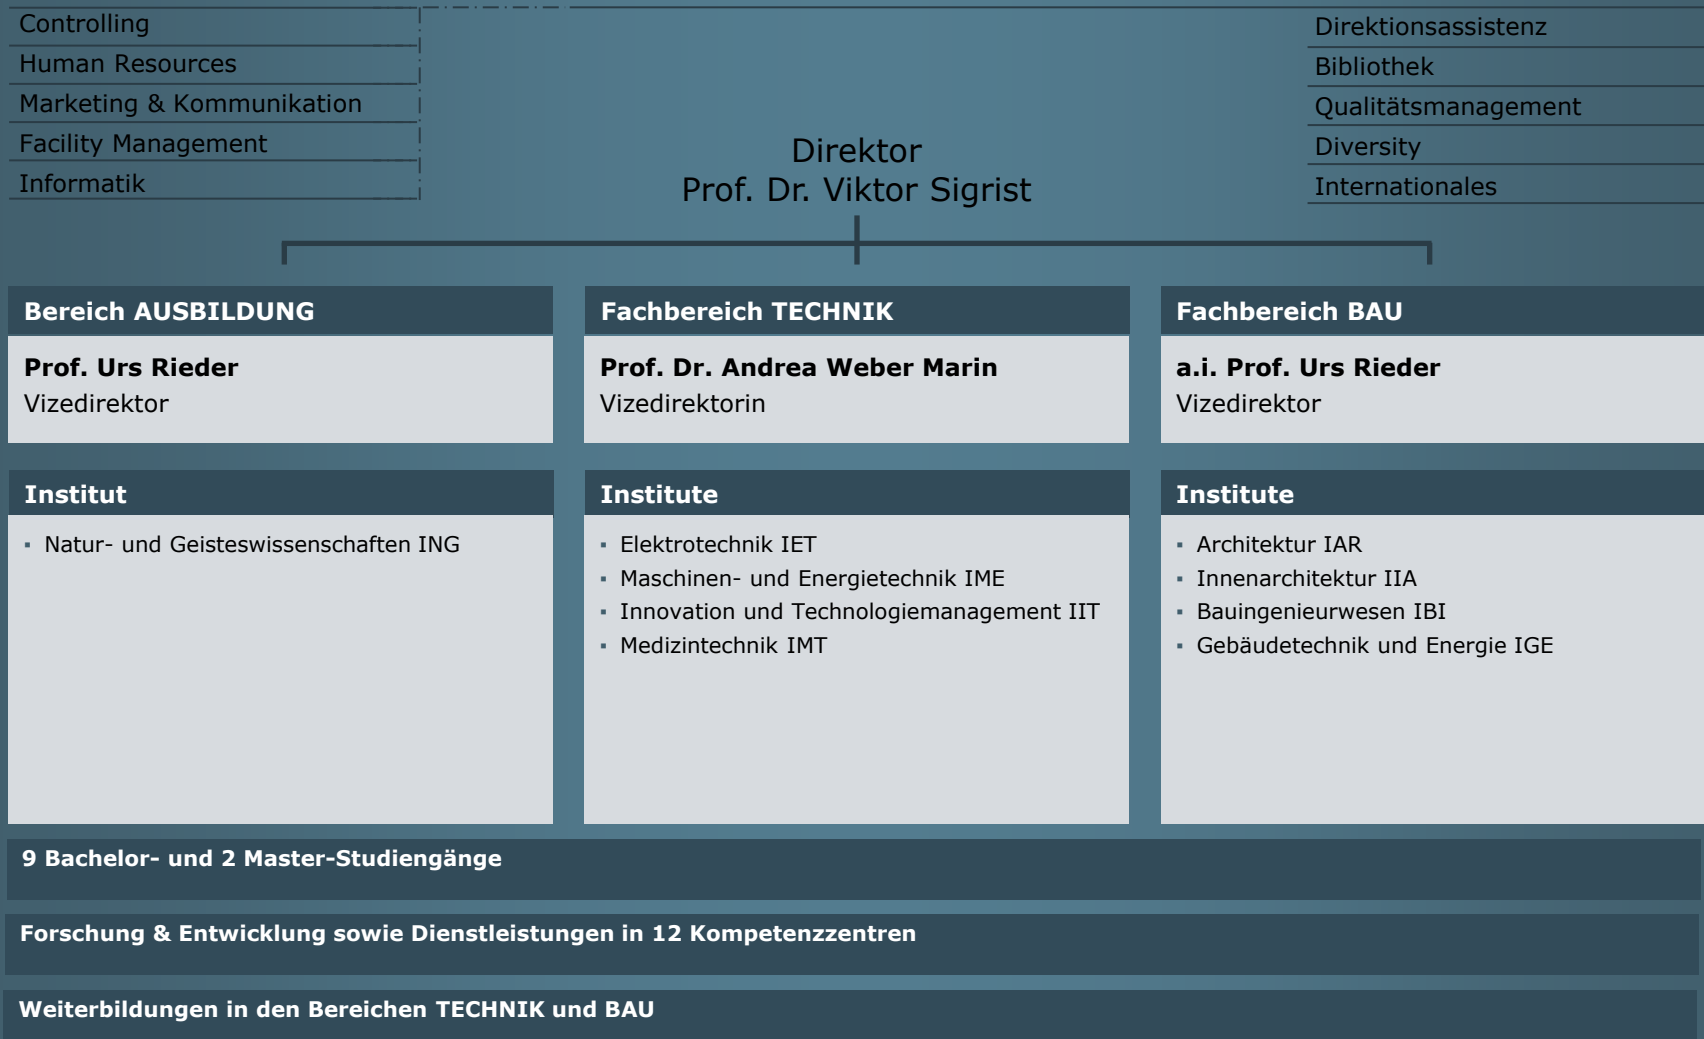 Controlling
Human Resources
Marketing & Kommunikation
Facility Management
Informatik
Direktionsassistenz
Bibliothek
Qualitätsmanagement
Diversity
Internationales
Direktor
Prof. Dr. Viktor Sigrist
Bereich AUSBILDUNG
Prof. Urs Rieder
Vizedirektor
Institut
▪ Natur- und Geisteswissenschaften ING
Fachbereich TECHNIK
Prof. Dr. Andrea Weber Marin
Vizedirektorin
Institute
▪ Elektrotechnik IET
▪ Maschinen- und Energietechnik IME
▪ Innovation und Technologiemanagement IIT
▪ Medizintechnik IMT
Fachbereich BAU
a.i. Prof. Urs Rieder
Vizedirektor
Institute
▪ Architektur IAR
▪ Innenarchitektur IIA
▪ Bauingenieurwesen IBI
▪ Gebäudetechnik und Energie IGE
9 Bachelor- und 2 Master-Studiengänge
Forschung & Entwicklung sowie Dienstleistungen in 12 Kompetenzzentren
Weiterbildungen in den Bereichen TECHNIK und BAU